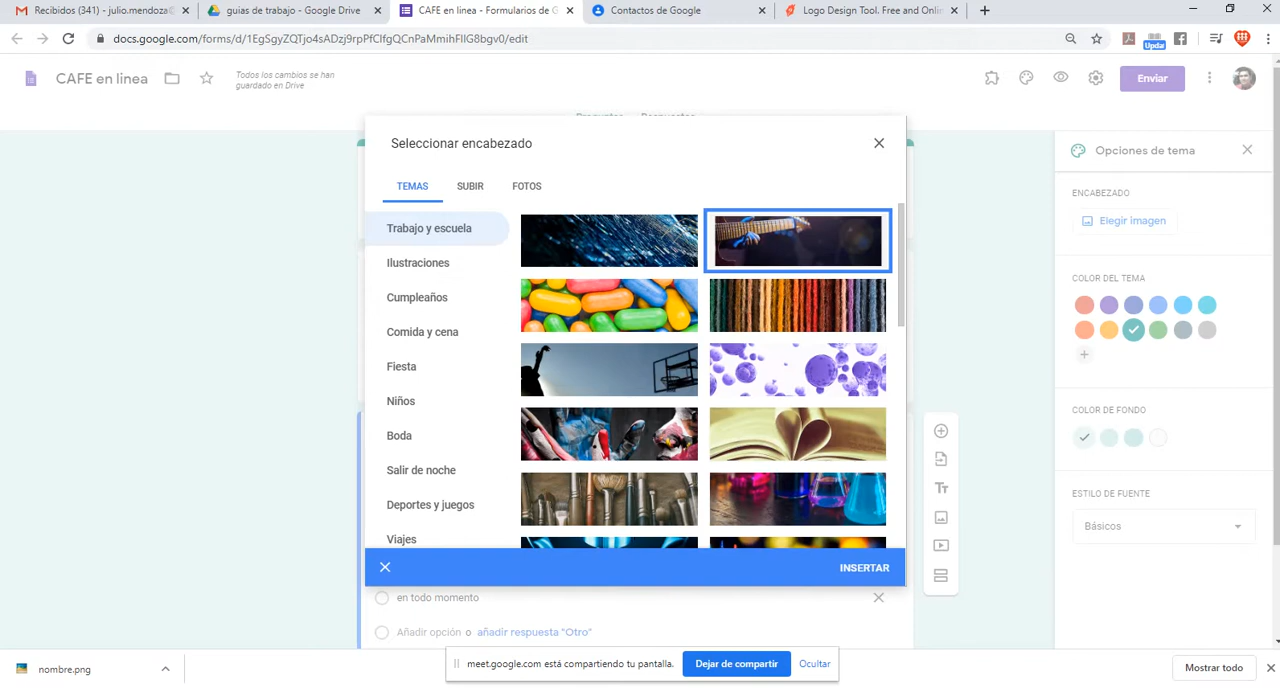 Recibidos (341) - julio.mendoza
guias de trabajo - Google Drive
CAFE en linea - Formularios de G
Contactos de Google
Logo Design Tool. Free and Onlin
docs.google.com/forms/d/1EgSgyZQTjo4sADzj9rpPfClfgQCnPaMmihFIlG8bgv0/edit
Updat
CAFE en linea
Todos los cambios se han
guardado en Drive
Enviar
Preguntas Respuestas
Seleccionar encabezado
TEMAS SUBIR FOTOS
Trabajo y escuela
Ilustraciones
Cumpleaños
Comida y cena
Fiesta
Niños
Boda
Salir de noche
Deportes y juegos
Viajes
INSERTAR
Opciones de tema
ENCABEZADO
Elegir imagen
COLOR DEL TEMA
COLOR DE FONDO
ESTILO DE FUENTE
Básicos
Tт
en todo momento
Añadir opción o añadir respuesta "Otro"
meet.google.com está compartiendo tu pantalla. Dejar de compartir Ocultar
nombre.png
Mostrar todo